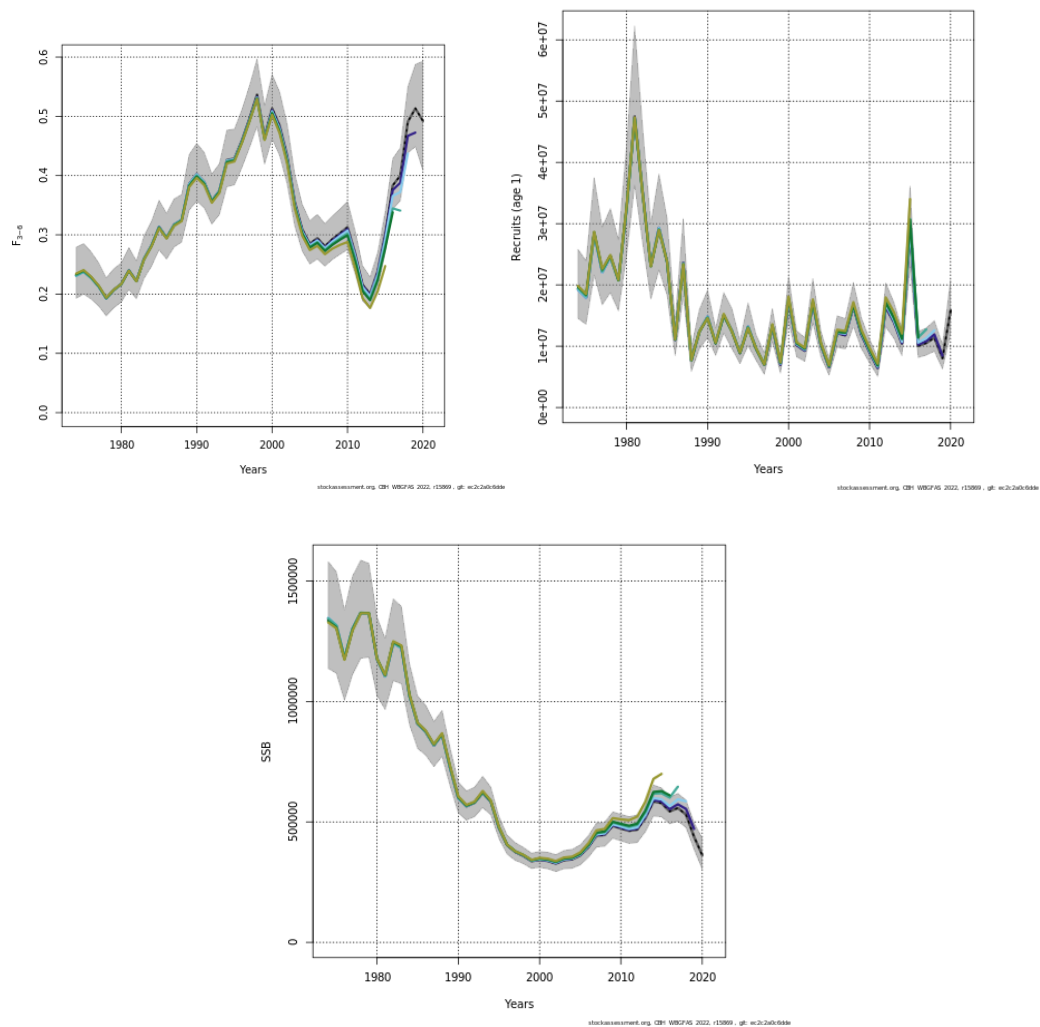 0.6
0.5
0.4
0.3
0.2
0.1
0.0
F3−6
1980 1990 2000 2010 2020
Years
stockassessment.org, CBH_WBGFAS_2022, r15869 , git: ec2c2a0c6dde
6e+07
5e+07
4e+07
3e+07
2e+07
1e+07
0e+00
Recruits (age 1)
1980 1990 2000 2010 2020
Years
stockassessment.org, CBH_WBGFAS_2022, r15869 , git: ec2c2a0c6dde
1500000
1000000
500000
0
SSB
1980 1990 2000 2010 2020
Years
stockassessment.org, CBH_WBGFAS_2022, r15869 , git: ec2c2a0c6dde